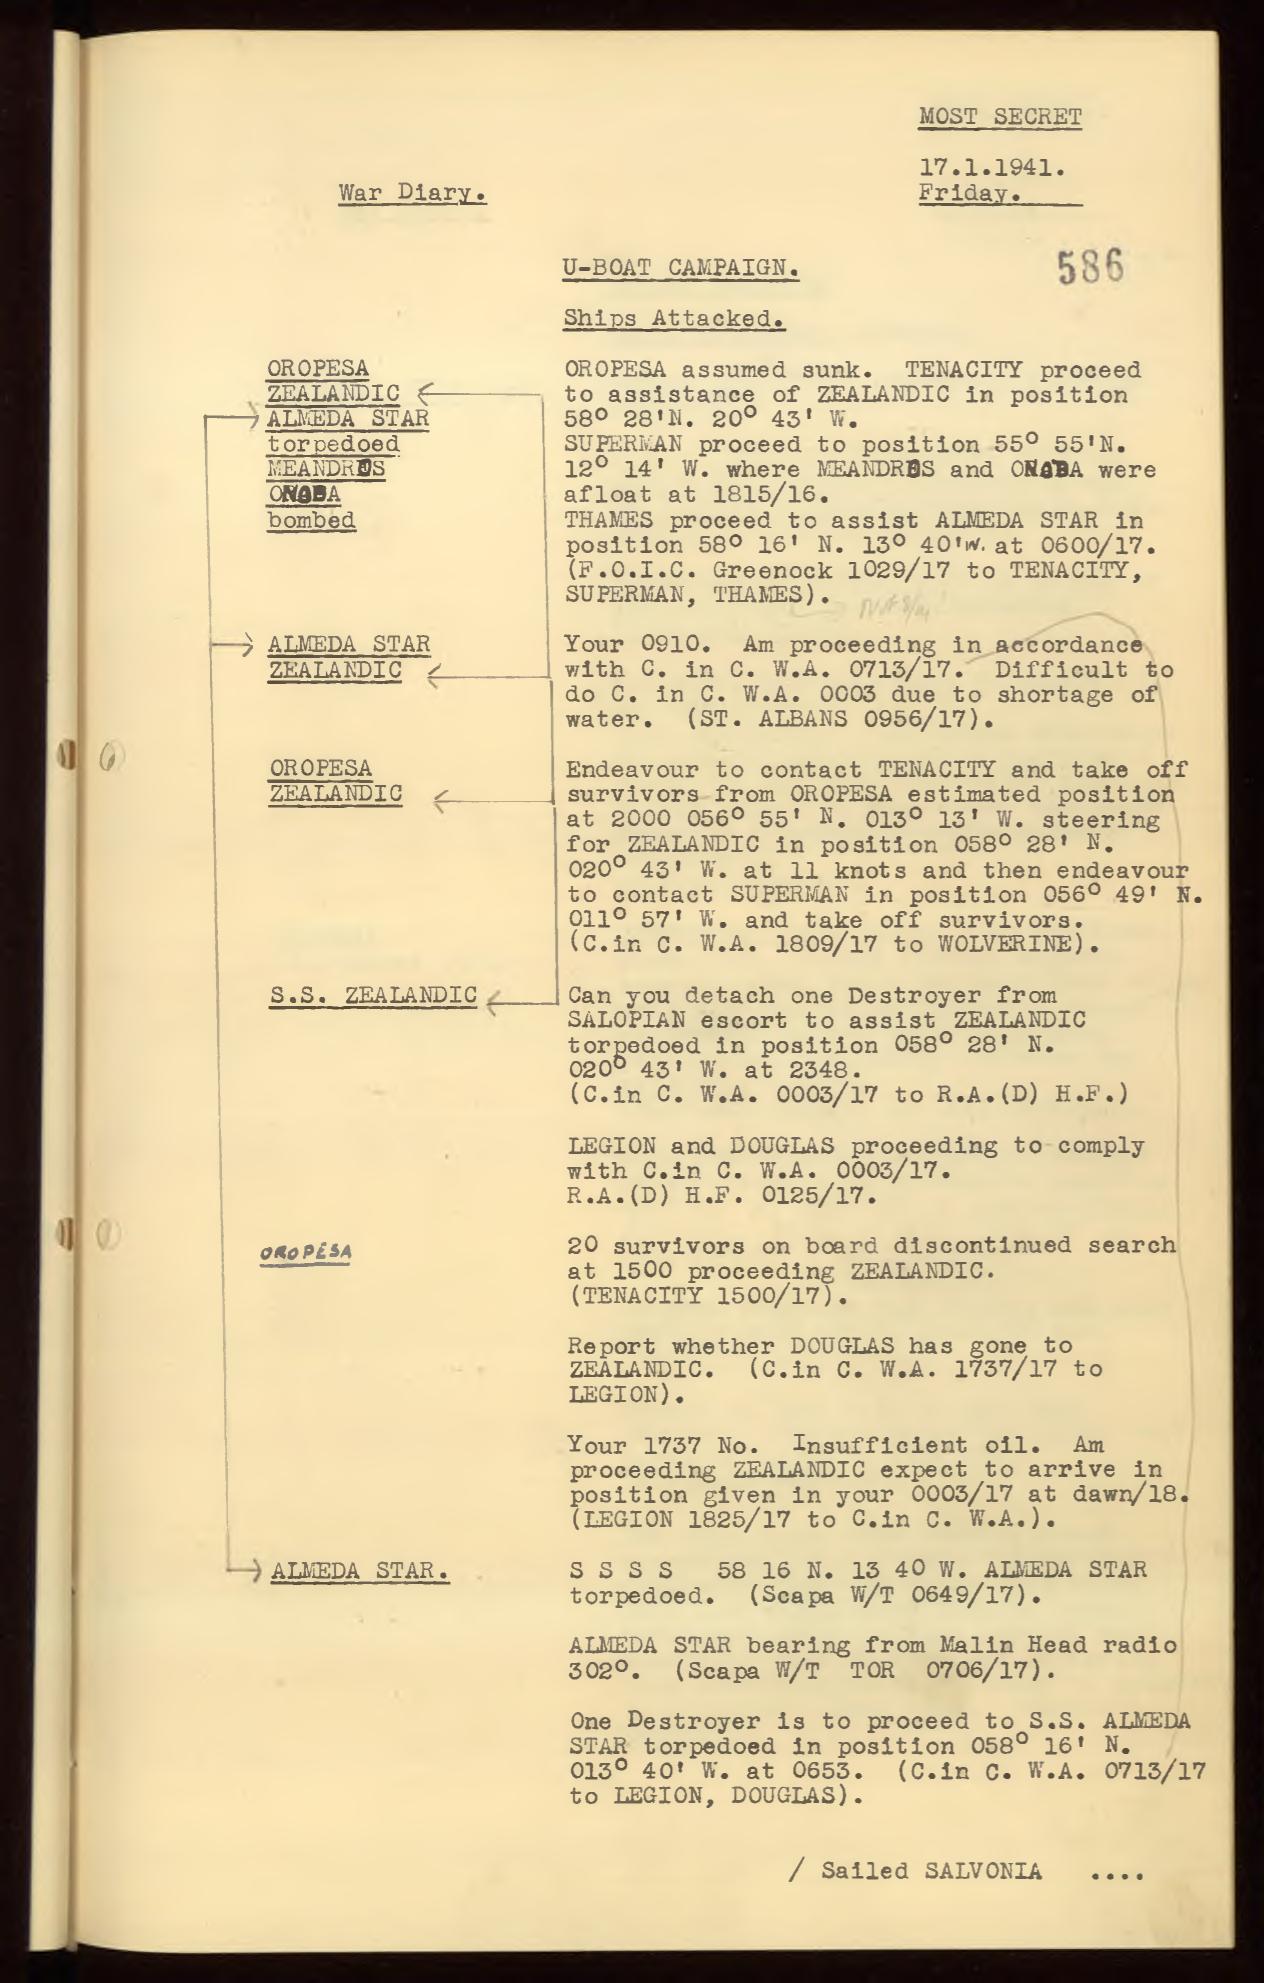 MOST SECRET
17.1.1941.
Friday.
War Diary.
586
U-BOAT CAMPAIGN.
Ships Attacked.
OROPESA
ZEALANDIC
ALMEDA STAR
torpedoed
MEANDROS
ONOBA
bombed
OROPESA assumed sunk. TENACITY proceed
to assistance of ZEALANDIC in position
58° 28'N. 20° 43' W.
SUPERMAN proceed to position 55° 55'N.
12° 14' W. where MEANDROS and ONOBA were
afloat at 1815/16.
THAMES proceed to assist ALMEDA STAR in
position 58° 16' N. 13° 40'W. at 0600/17.
(F.O.I.C. Greenock 1029/17 to TENACITY,
SUPERMAN, THAMES).
ALMEDA STAR
ZEALANDIC
Your 0910. Am proceeding in accordance
with C. in C. W.A. 0713/17. Difficult to
do C. in C. W.A. 0003 due to shortage of
water. (ST. ALBANS 0956/17).
OROPESA
ZEALANDIC
Endeavour to contact TENACITY and take off
survivors from OROPESA estimated position
at 2000 056° 55' N. 013° 13' W. steering
for ZEALANDIC in position 058° 28' N.
020° 43' W. at 11 knots and then endeavour
to contact SUPERMAN in position 056° 49' N.
011° 57' W. and take off survivors.
(C.in C. W.A. 1809/17 to WOLVERINE).
S.S. ZEALANDIC
Can you detach one Destroyer from
SALOPIAN escort to assist ZEALANDIC
torpedoed in position 058° 28' N.
020° 43' W. at 2348.
(C.in C. W.A. 0003/17 to R.A.(D) H.F.)
LEGION and DOUGLAS proceeding to comply
with C.in C. W.A. 0003/17.
R.A.(D) H.F. 0125/17.
OROPESA
20 survivors on board discontinued search
at 1500 proceeding ZEALANDIC.
(TENACITY 1500/17).
Report whether DOUGLAS has gone to
ZEALANDIC. (C.in C. W.A. 1737/17 to
LEGION).
Your 1737 No. Insufficient oil. Am
proceeding ZEALANDIC expect to arrive in
position given in your 0003/17 at dawn/18.
(LEGION 1825/17 to C.in C. W.A.).
ALMEDA STAR.
S S S S 58 16 N. 13 40 W. ALMEDA STAR
torpedoed. (Scapa W/T 0649/17).
ALMEDA STAR bearing from Malin Head radio
302°. (Scapa W/T TOR 0706/17).
One Destroyer is to proceed to S.S. ALMEDA
STAR torpedoed in position 058° 16' N.
013° 40' W. at 0653. (C.in C. W.A. 0713/17
to LEGION, DOUGLAS).
/ Sailed SALVONIA ....